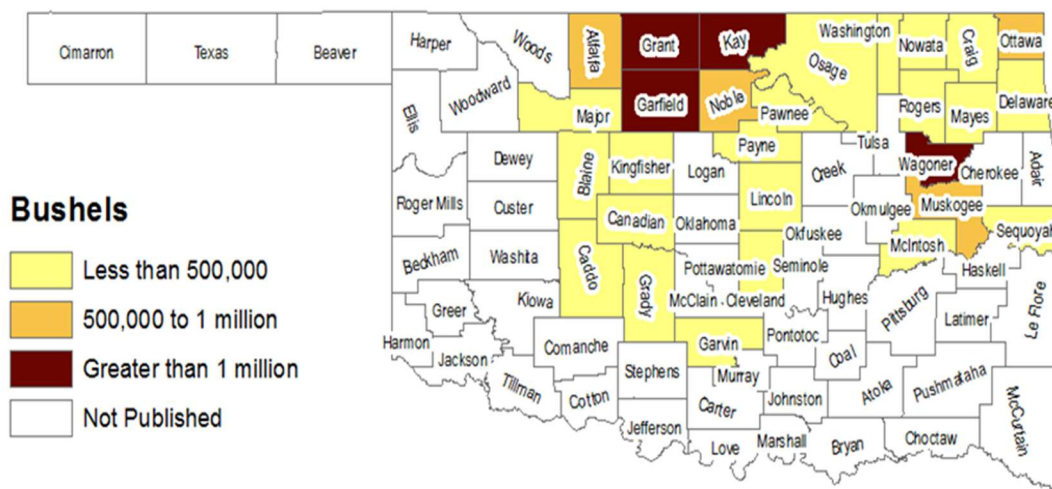 Cimarron
Texas
Beaver
Harper
Woods
Alfalfa
Grant
Kay
Washington
Osage
Nowata
Craig
Ottawa
Ellis
Woodward
Major
Garfield
Noble
Pawnee
Rogers
Mayes
Delaware
Dewey
Blaine
Kingfisher
Logan
Payne
Creek
Tulsa
Wagoner
Cherokee
Adair
Roger Mills
Custer
Canadian
Oklahoma
Lincoln
Okfuskee
Okmulgee
Muskogee
McIntosh
Sequoyah
Beckham
Washita
Caddo
Grady
Pottawatomie
Seminole
McClain
Cleveland
Hughes
Pittsburg
Haskell
Latimer
Le Flore
Greer
Kiowa
Harmon
Jackson
Comanche
Garvin
Pontotoc
Coal
Tillman
Cotton
Stephens
Murray
Johnston
Atoka
Pushmataha
McCurtain
Jefferson
Carter
Love
Marshall
Bryan
Choctaw
Bushels
Less than 500,000
500,000 to 1 million
Greater than 1 million
Not Published